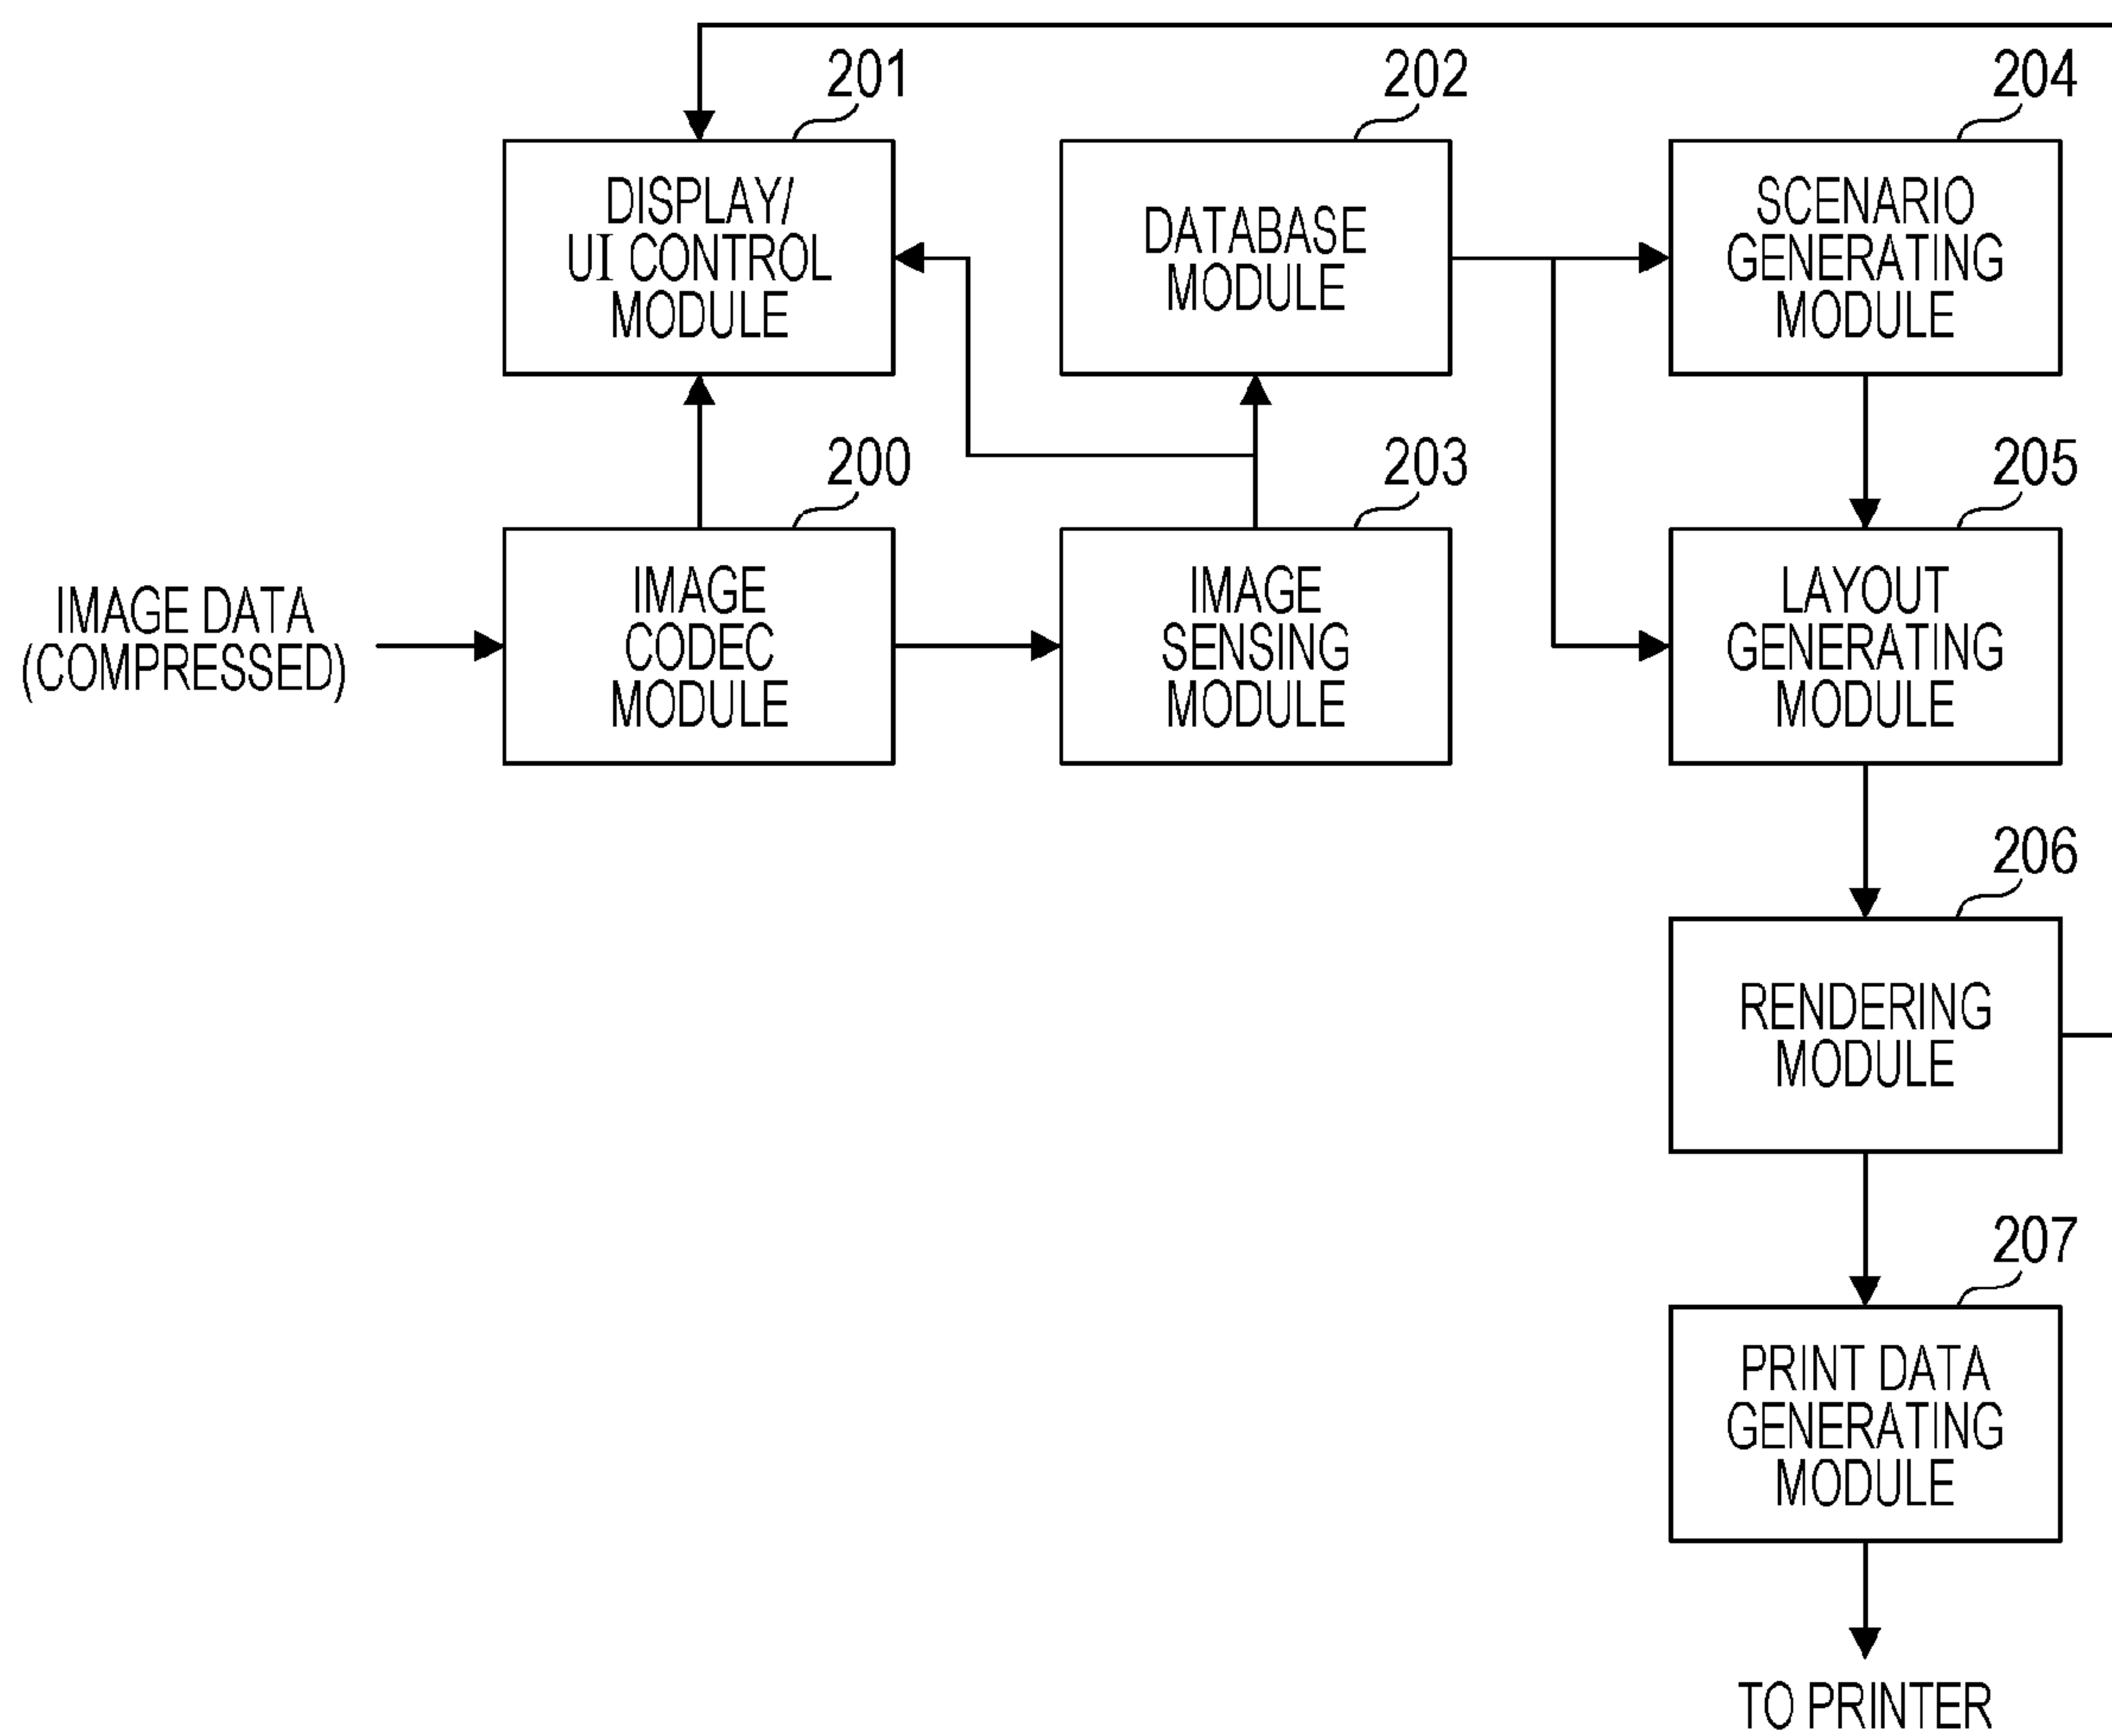 201
DISPLAY/
UI CONTROL
MODULE
202
DATABASE
MODULE
204
SCENARIO
GENERATING
MODULE
IMAGE DATA
(COMPRESSED)
200
IMAGE
CODEC
MODULE
203
IMAGE
SENSING
MODULE
205
LAYOUT
GENERATING
MODULE
206
RENDERING
MODULE
207
PRINT DATA
GENERATING
MODULE
TO PRINTER